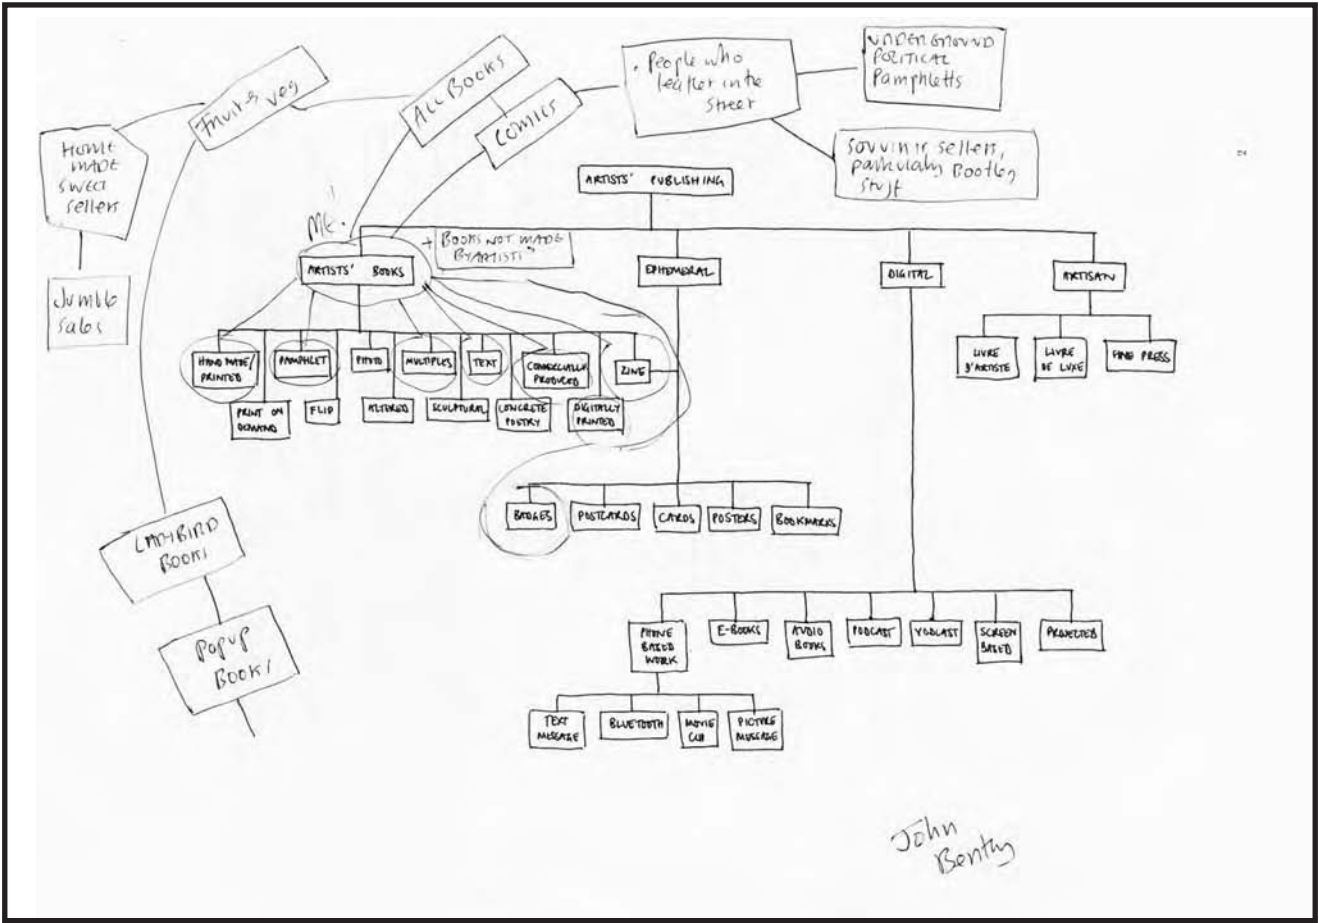 UNDERGROUND
POLITICAL
Pamphletts
People who
leaflet in the
Street
ALL BOOKS
COMICS
Fruit & veg
HOME
MADE
SWEET
sellers
Souvinir sellers,
particularly Bootleg
stuff
ARTISTS' PUBLISHING
Me.
+ BOOKS NOT MADE
BY ARTISTS"
ARTISTS' BOOKS
EPHEMERAL
DIGITAL
ARTISAN
Jumble
Sales
HAND MADE/
PRINTED
PAMPHLET
PHOTO
MULTIPLES
TEXT
COMMERCIALLY
PRODUCED
ZINE
LIVRE
D'ARTISTE
LIVRE
DE LUXE
FINE PRESS
PRINT ON
DEMAND
FLIP
ALTERED
SCULPTURAL
CONCRETE
POETRY
DIGITALLY
PRINTED
BADGES
POSTCARDS
CARDS
POSTERS
BOOKMARKS
LADYBIRD
BOOKS
Popup
BOOKS
PHONE
BASED
WORK
E-BOOKS
AUDIO
BOOKS
PODCAST
VODCAST
SCREEN
BASED
PROJECTED
TEXT
MESSAGE
BLUETOOTH
MOVIE
CLIP
PICTURE
MESSAGE
John
Bently